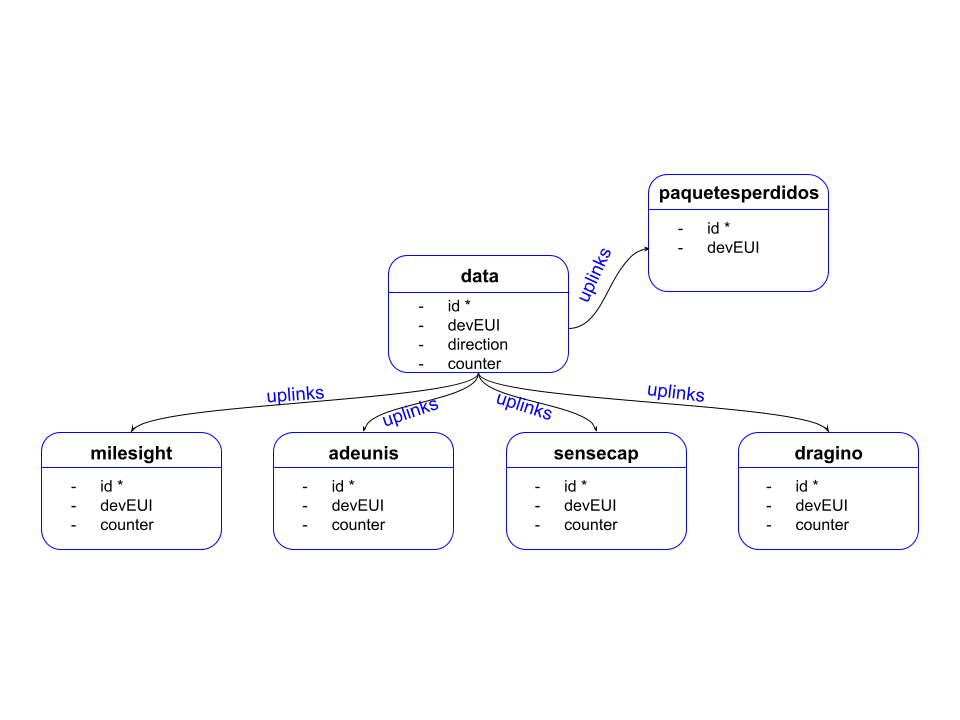 paquetesperdidos
- id *
- devEUI
uplinks
data
- id *
- devEUI
- direction
- counter
uplinks
uplinks
uplinks
uplinks
milesight
- id *
- devEUI
- counter
adeunis
- id *
- devEUI
- counter
sensecap
- id *
- devEUI
- counter
dragino
- id *
- devEUI
- counter